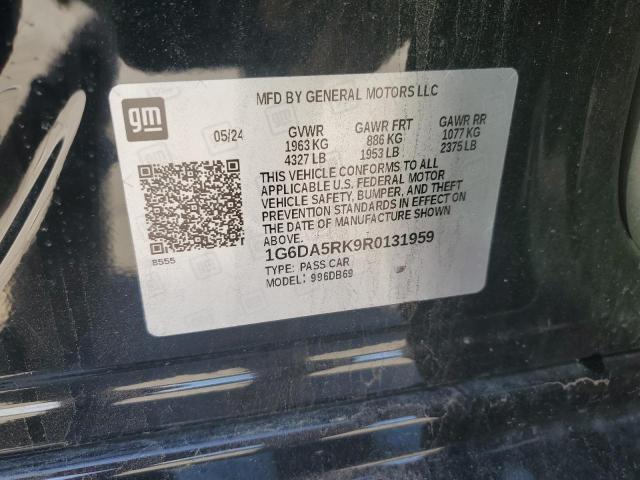 gm
MFD BY GENERAL MOTORS LLC
05/24 GVWR GAWR FRT GAWR RR
1963 KG 886 KG 1077 KG
4327 LB 1953 LB 2375 LB
THIS VEHICLE CONFORMS TO ALL
APPLICABLE U.S. FEDERAL MOTOR
VEHICLE SAFETY, BUMPER, AND THEFT
PREVENTION STANDARDS IN EFFECT ON
THE DATE OF MANUFACTURE SHOWN
ABOVE.
8555
1G6DA5RK9R0131959
TYPE: PASS CAR
MODEL: 996DB69